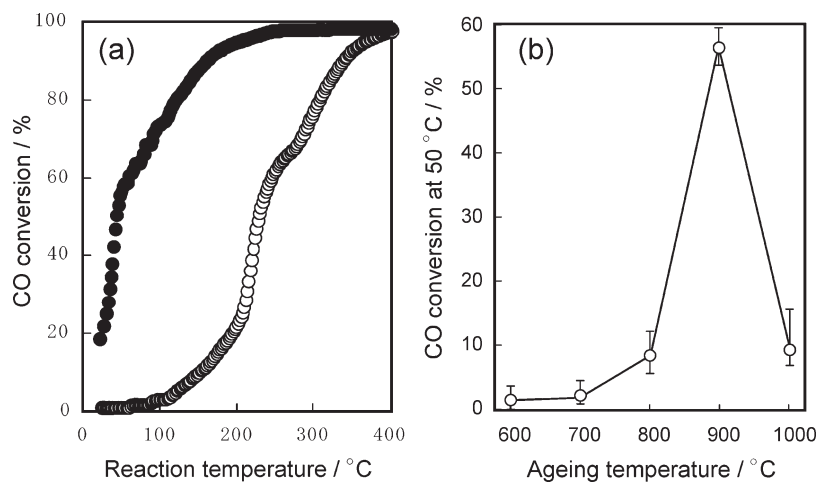 (a)
CO conversion / %
100
80
60
40
20
0
0 100 200 300 400
Reaction temperature / °C
(b)
CO conversion at 50 °C / %
60
50
40
30
20
10
0
600 700 800 900 1000
Ageing temperature / °C